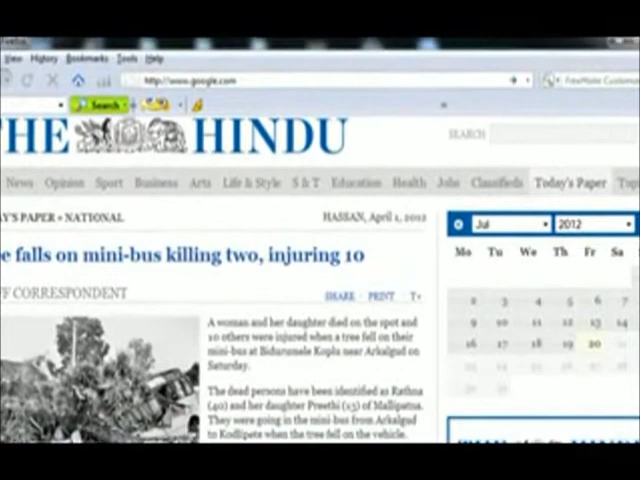 View History Bookmarks Tools Help
http://www.google.com
Search
THE HINDU
SEARCH
News Opinion Sport Business Arts Life & Style S & T Education Health Jobs Classifieds Today's Paper
Y'S PAPER » NATIONAL
HASSAN, April 1, 2012
Jul 2012
e falls on mini-bus killing two, injuring 10
Mo Tu We Th Fr Sa
FF CORRESPONDENT
SHARE · PRINT · T+
2 3 4 5 6 7
9 10 11 12 13 14
16 17 18 19 20
A woman and her daughter died on the spot and
10 others were injured when a tree fell on their
mini-bus at Koplu near Arkalgud on
Saturday.
The dead persons have been identified as Rathna
(40) and her daughter Preethi (13) of Mallipatna.
They were going in the mini-bus from Arkalgud
to Kodlipete when the tree fell on the vehicle.